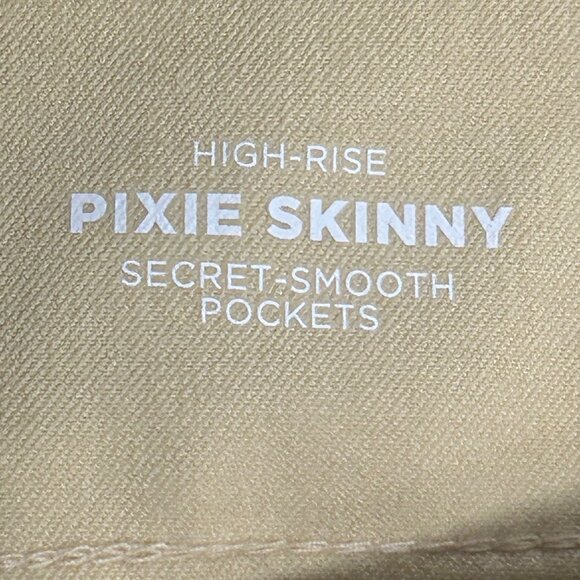 HIGH-RISE
PIXIE SKINNY
SECRET-SMOOTH
POCKETS